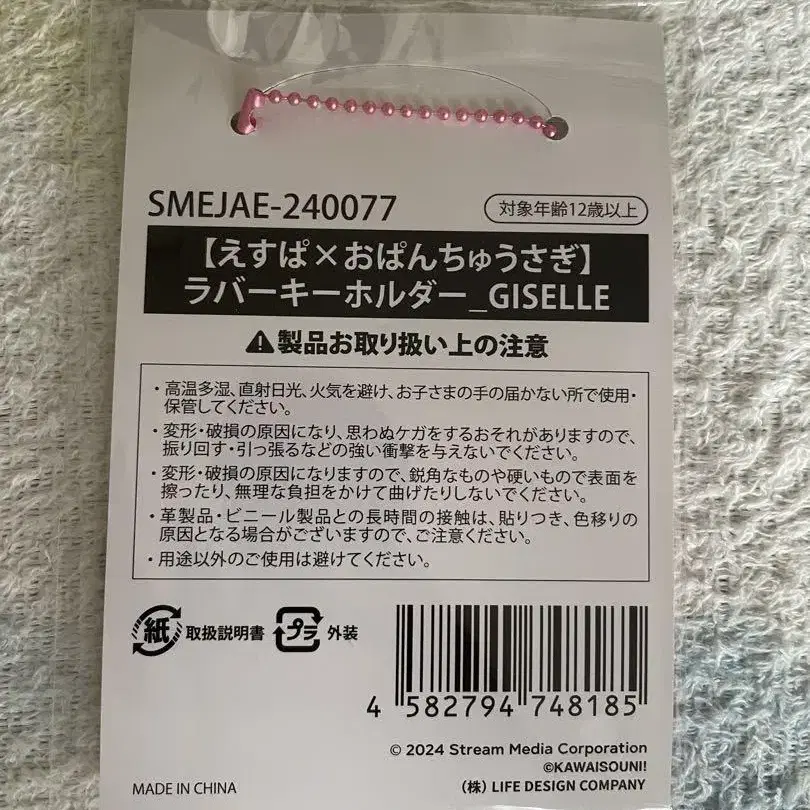 SMEJAE-240077
対象年齢12歳以上
【えすぱ×おぱんちゅうさぎ】
ラバーキーホルダー_GISELLE
製品お取り扱い上の注意
・高温多湿、直射日光、火気を避け、お子さまの手の届かない所で使用・
保管してください。
・変形・破損の原因になり、思わぬケガをするおそれがありますので、
振り回す・引っ張るなどの強い衝撃を与えないでください。
・変形・破損の原因になりますので、鋭角なものや硬いもので表面を
擦ったり、無理な負担をかけて曲げたりしないでください。
・革製品・ビニール製品との長時間の接触は、貼りつき、色移りの
原因となる場合がございますので、ご注意ください。
・用途以外のご使用は避けてください。
紙 取扱説明書 プラ 外装
4 582794 748185
© 2024 Stream Media Corporation
©KAWAISOUNI!
MADE IN CHINA
（株）LIFE DESIGN COMPANY